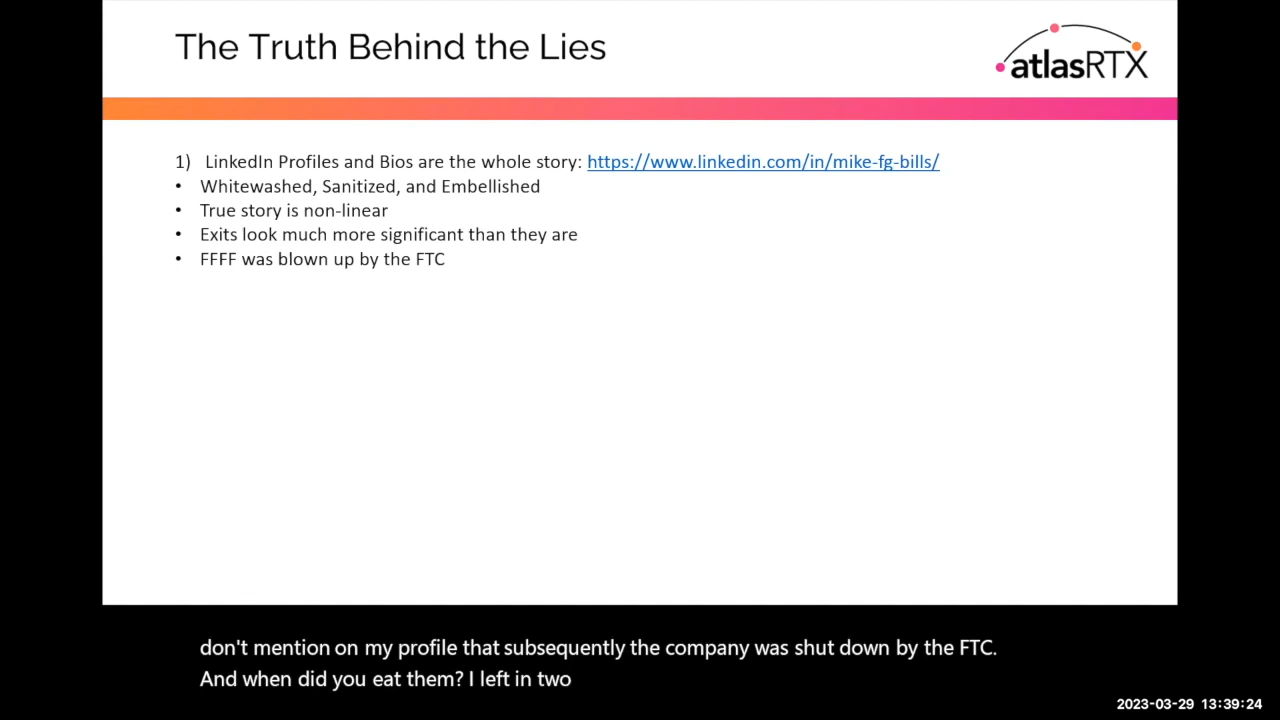 The Truth Behind the Lies
atlasRTX
1) LinkedIn Profiles and Bios are the whole story: https://www.linkedin.com/in/mike-fg-bills/
• Whitewashed, Sanitized, and Embellished
• True story is non-linear
• Exits look much more significant than they are
• FFFF was blown up by the FTC
don't mention on my profile that subsequently the company was shut down by the FTC.
And when did you eat them? I left in two
2023-03-29 13:39:24